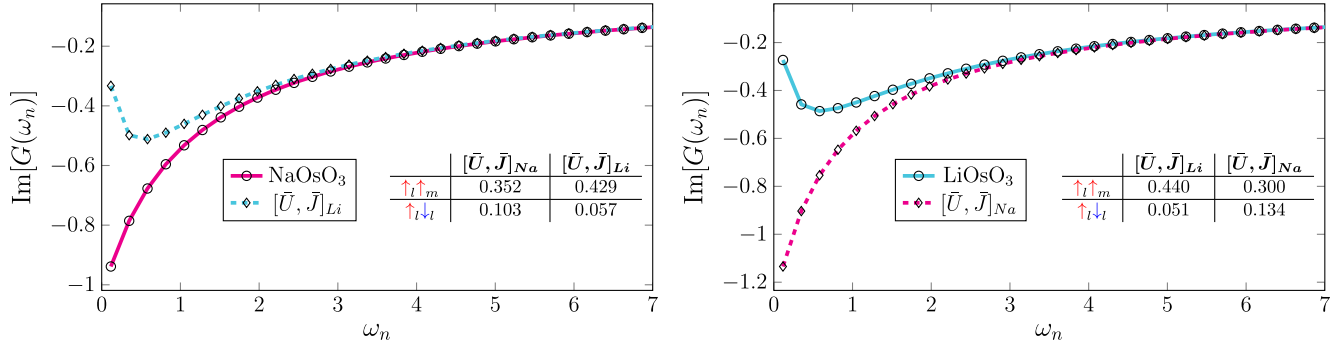 −0.2
−0.4
−0.6
−0.8
−1
Im[G(ω_n)]
0 1 2 3 4 5 6 7
ω_n
NaOsO₃
[Ū, J̄]_Li
[Ū, J̄]_Na [Ū, J̄]_Li
↑_l↑_m 0.352 0.429
↑_l↓_l 0.103 0.057
−0.2
−0.4
−0.6
−0.8
−1
−1.2
Im[G(ω_n)]
0 1 2 3 4 5 6 7
ω_n
LiOsO₃
[Ū, J̄]_Na
[Ū, J̄]_Li [Ū, J̄]_Na
↑_l↑_m 0.440 0.300
↑_l↓_l 0.051 0.134